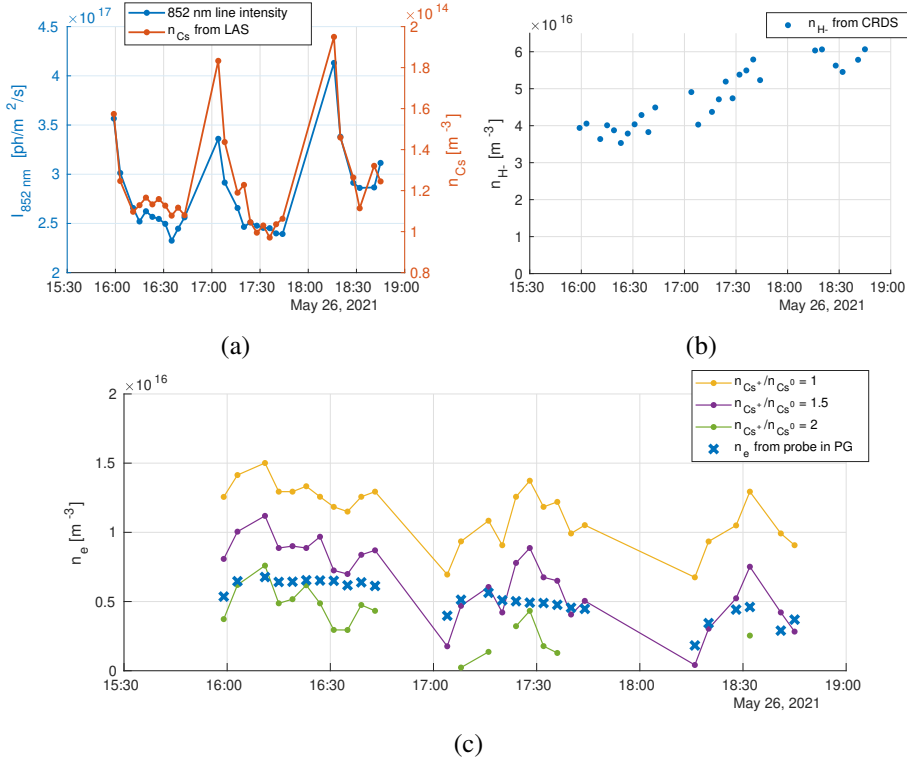 ×10^17
852 nm line intensity
n_Cs from LAS
×10^14
4.5
4
3.5
3
2.5
2
I_852 nm [ph/m^2/s]
2
1.8
1.6
1.4
1.2
1
0.8
n_Cs [m^-3]
15:30 16:00 16:30 17:00 17:30 18:00 18:30 19:00
May 26, 2021
(a)
×10^16
n_H- from CRDS
6
4
2
0
n_H- [m^-3]
15:30 16:00 16:30 17:00 17:30 18:00 18:30 19:00
May 26, 2021
(b)
×10^16
n_Cs+/n_Cs0 = 1
n_Cs+/n_Cs0 = 1.5
n_Cs+/n_Cs0 = 2
n_e from probe in PG
2
1.5
1
0.5
0
n_e [m^-3]
15:30 16:00 16:30 17:00 17:30 18:00 18:30 19:00
May 26, 2021
(c)